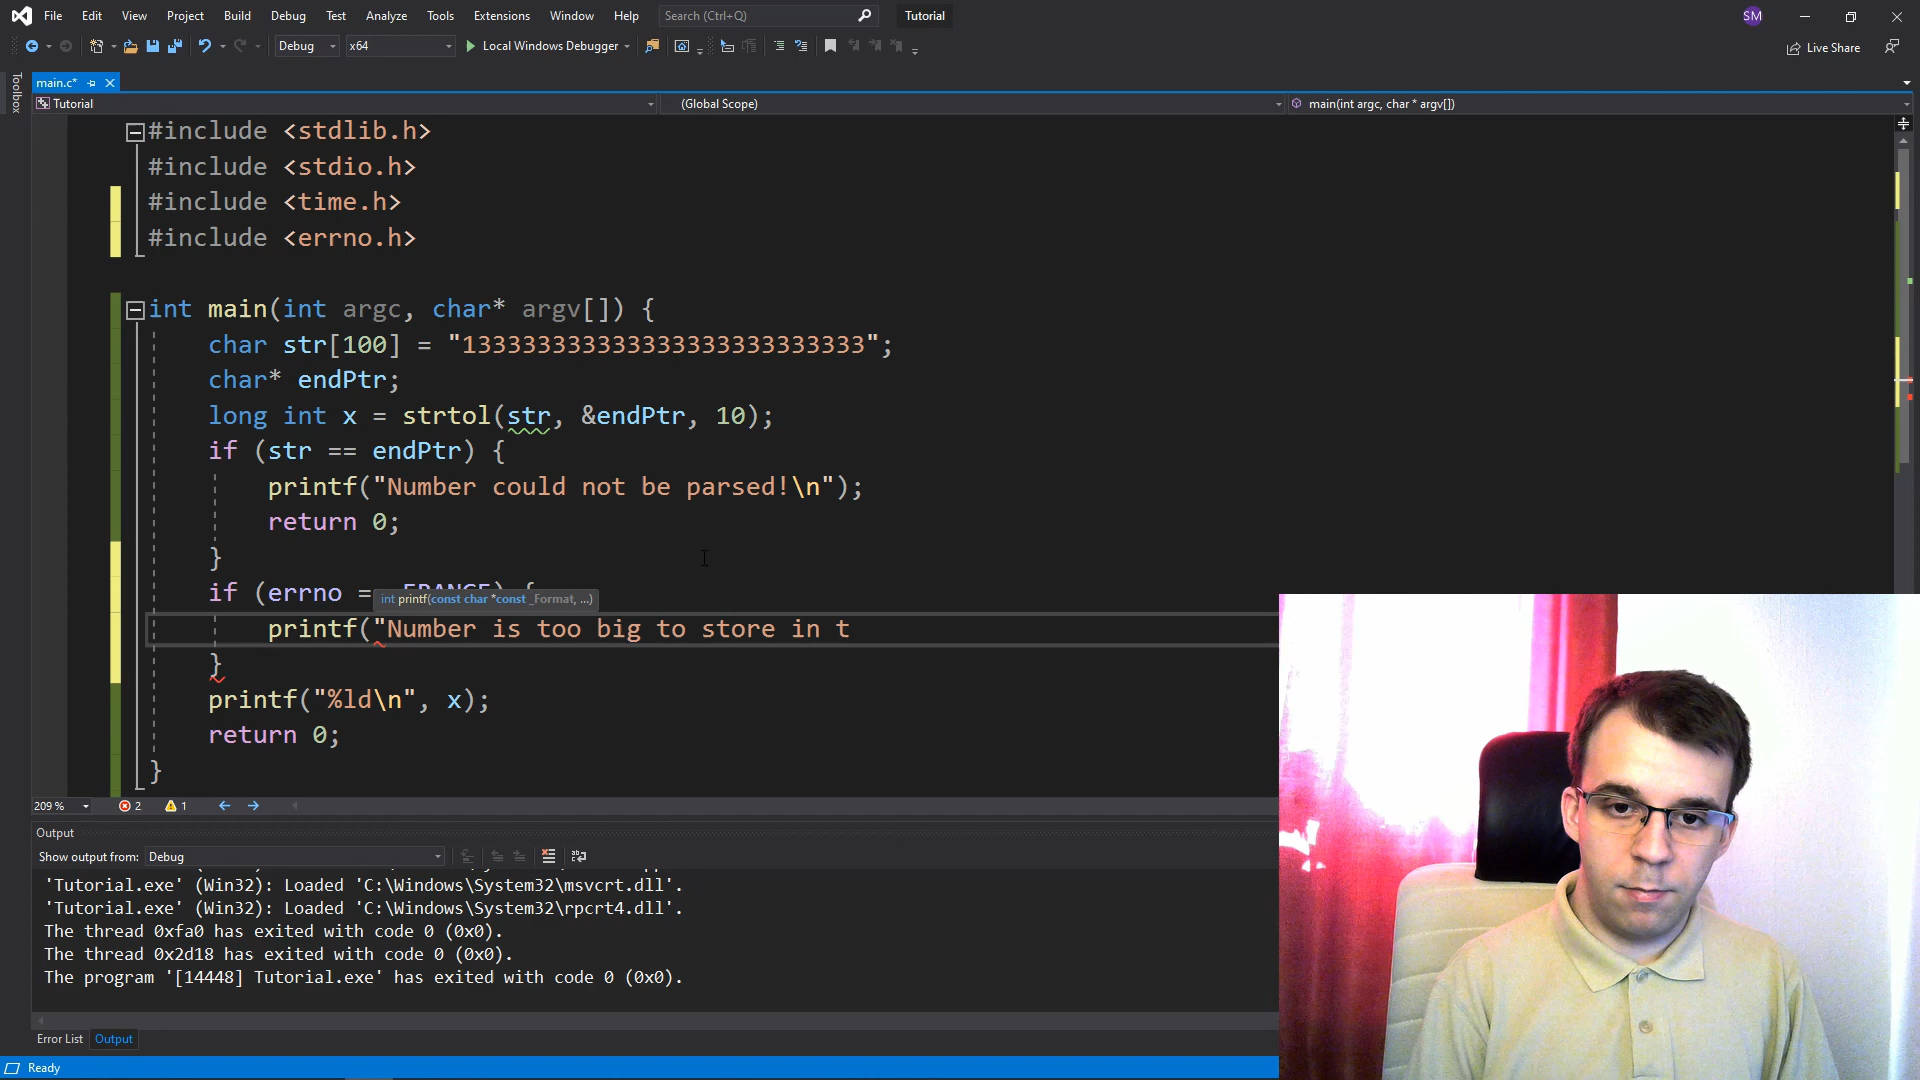 File Edit View Project Build Debug Test Analyze Tools Extensions Window Help Search (Ctrl+Q) Tutorial SM
Debug x64 Local Windows Debugger Live Share
Toolbox
main.c*
Tutorial (Global Scope) main(int argc, char * argv[])
#include <stdlib.h>
#include <stdio.h>
#include <time.h>
#include <errno.h>
int main(int argc, char* argv[]) {
char str[100] = "1333333333333333333333333333";
char* endPtr;
long int x = strtol(str, &endPtr, 10);
if (str == endPtr) {
printf("Number could not be parsed!\n");
return 0;
}
if (errno == ERANGE) {
int printf(const char *const _Format, ...)
printf("Number is too big to store in t
}
printf("%ld\n", x);
return 0;
}
209 % 2 1
Output
Show output from: Debug
'Tutorial.exe' (Win32): Loaded 'C:\Windows\System32\msvcrt.dll'.
'Tutorial.exe' (Win32): Loaded 'C:\Windows\System32\rpcrt4.dll'.
The thread 0xfa0 has exited with code 0 (0x0).
The thread 0x2d18 has exited with code 0 (0x0).
The program '[14448] Tutorial.exe' has exited with code 0 (0x0).
Error List Output
Ready